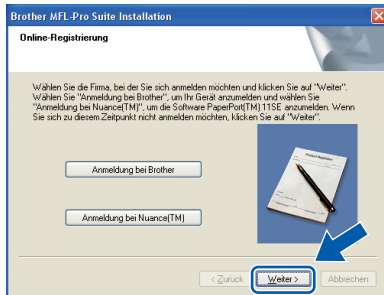 Brother MFL-Pro Suite Installation
Online-Registrierung
Wählen Sie die Firma, bei der Sie sich anmelden möchten und klicken Sie auf "Weiter".
Wählen Sie "Anmeldung bei Brother", um Ihr Gerät anzumelden und wählen Sie
"Anmeldung bei Nuance(TM)", um die Software PaperPort(TM) 11SE anzumelden. Wenn
Sie sich zu diesem Zeitpunkt nicht anmelden möchten, klicken Sie auf "Weiter".
Anmeldung bei Brother
Anmeldung bei Nuance(TM)
Product Registration
< Zurück
Weiter >
Abbrechen